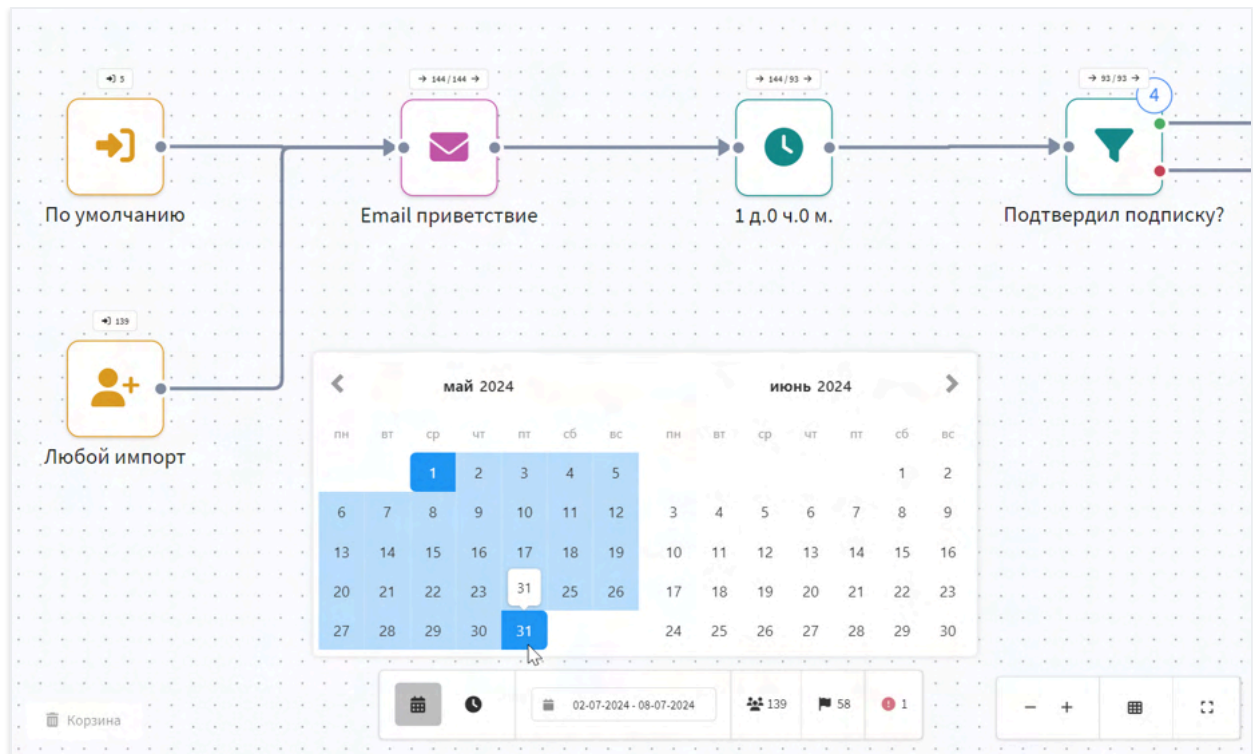 5
144 / 144
144 / 93
93 / 93
4
По умолчанию
Email приветствие
1 д.0 ч.0 м.
Подтвердил подписку?
139
Любой импорт
май 2024
июнь 2024
пн вт ср чт пт сб вс пн вт ср чт пт сб вс
1 2 3 4 5 1 2
6 7 8 9 10 11 12 3 4 5 6 7 8 9
13 14 15 16 17 18 19 10 11 12 13 14 15 16
20 21 22 23 31 25 26 17 18 19 20 21 22 23
27 28 29 30 31 24 25 26 27 28 29 30
Корзина
02-07-2024 - 08-07-2024
139
58
1